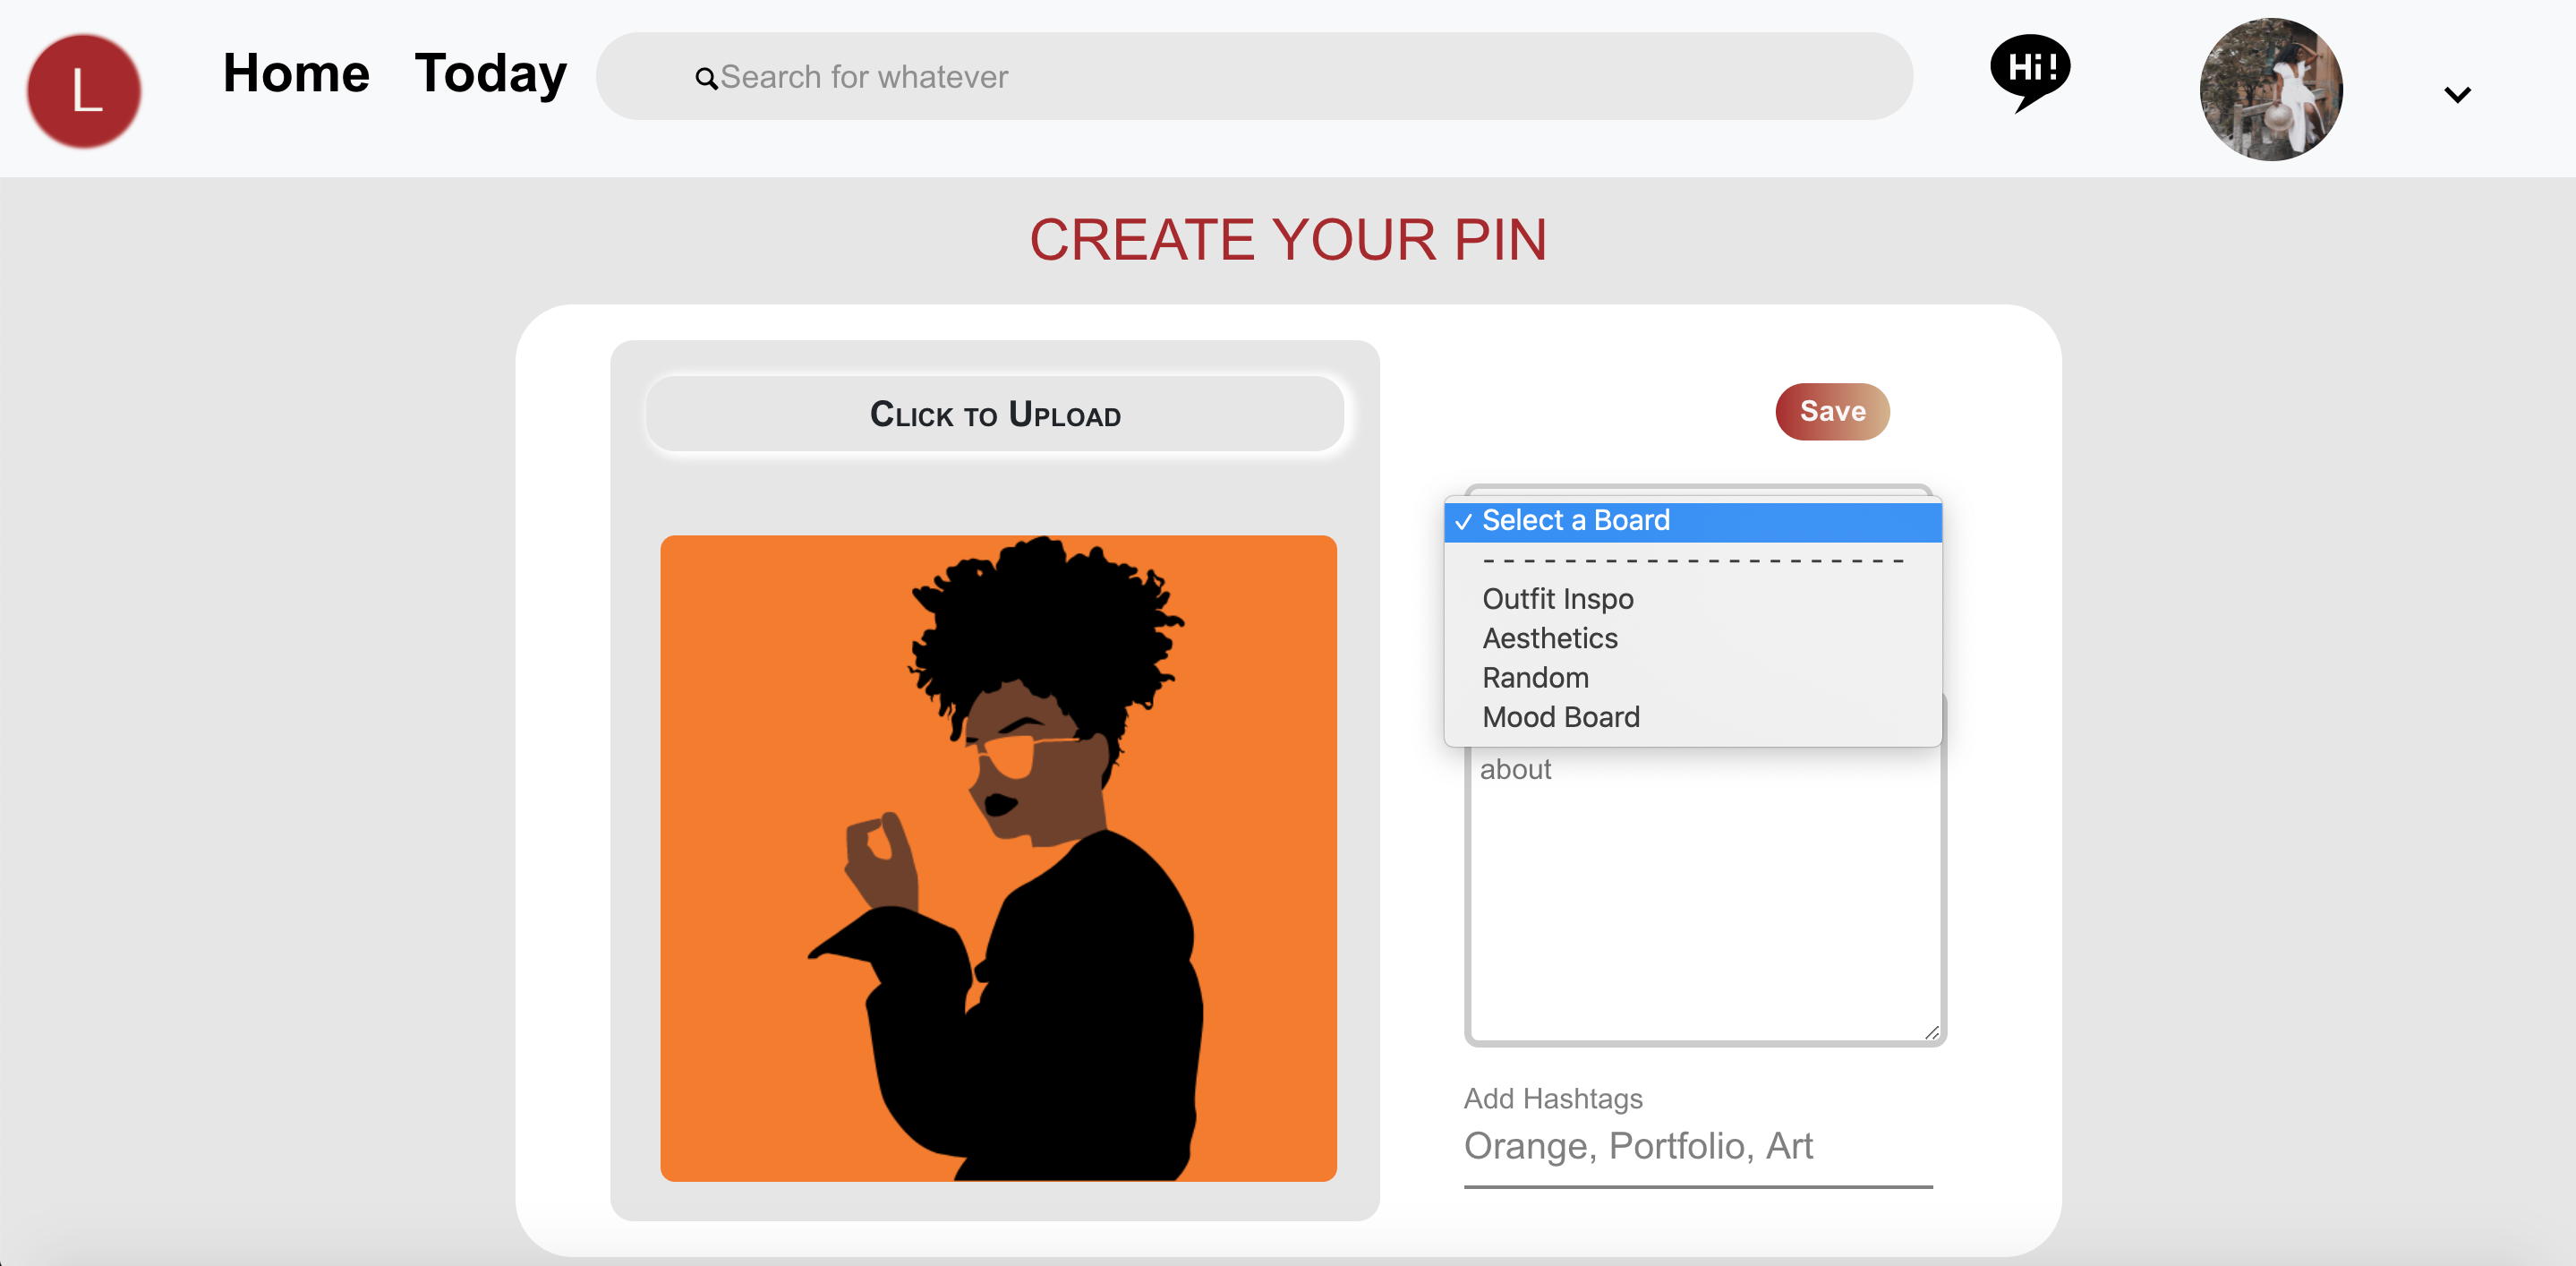 L
Home Today Search for whatever Hi!
CREATE YOUR PIN
CLICK TO UPLOAD
Save
✓ Select a Board
- - - - - - - - - - - - - - - - - - - - -
Outfit Inspo
Aesthetics
Random
Mood Board
about
Add Hashtags
Orange, Portfolio, Art